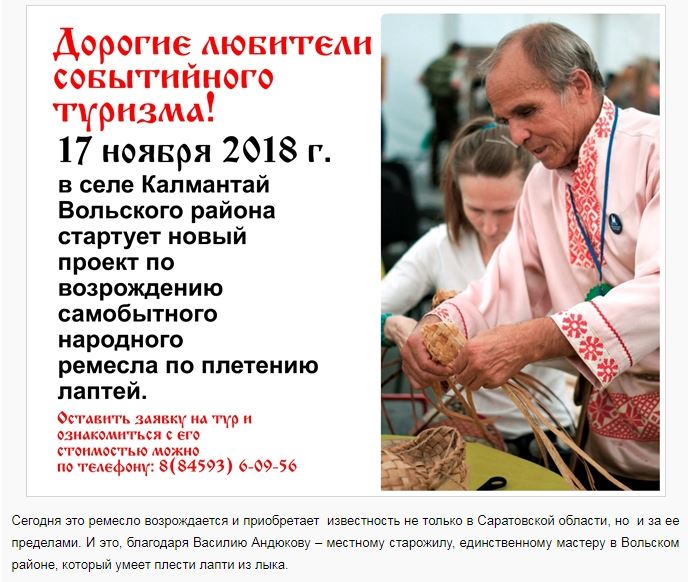 Дорогие любители
событийного
туризма!
17 ноября 2018 г.
в селе Калмантай
Вольского района
стартует новый
проект по
возрождению
самобытного
народного
ремесла по плетению
лаптей.
Оставить заявку на тур и
ознакомиться с его
стоимостью можно
по телефону: 8(84593) 6-09-56
Сегодня это ремесло возрождается и приобретает известность не только в Саратовской области, но и за ее
пределами. И это, благодаря Василию Андюкову – местному старожилу, единственному мастеру в Вольском
районе, который умеет плести лапти из лыка.